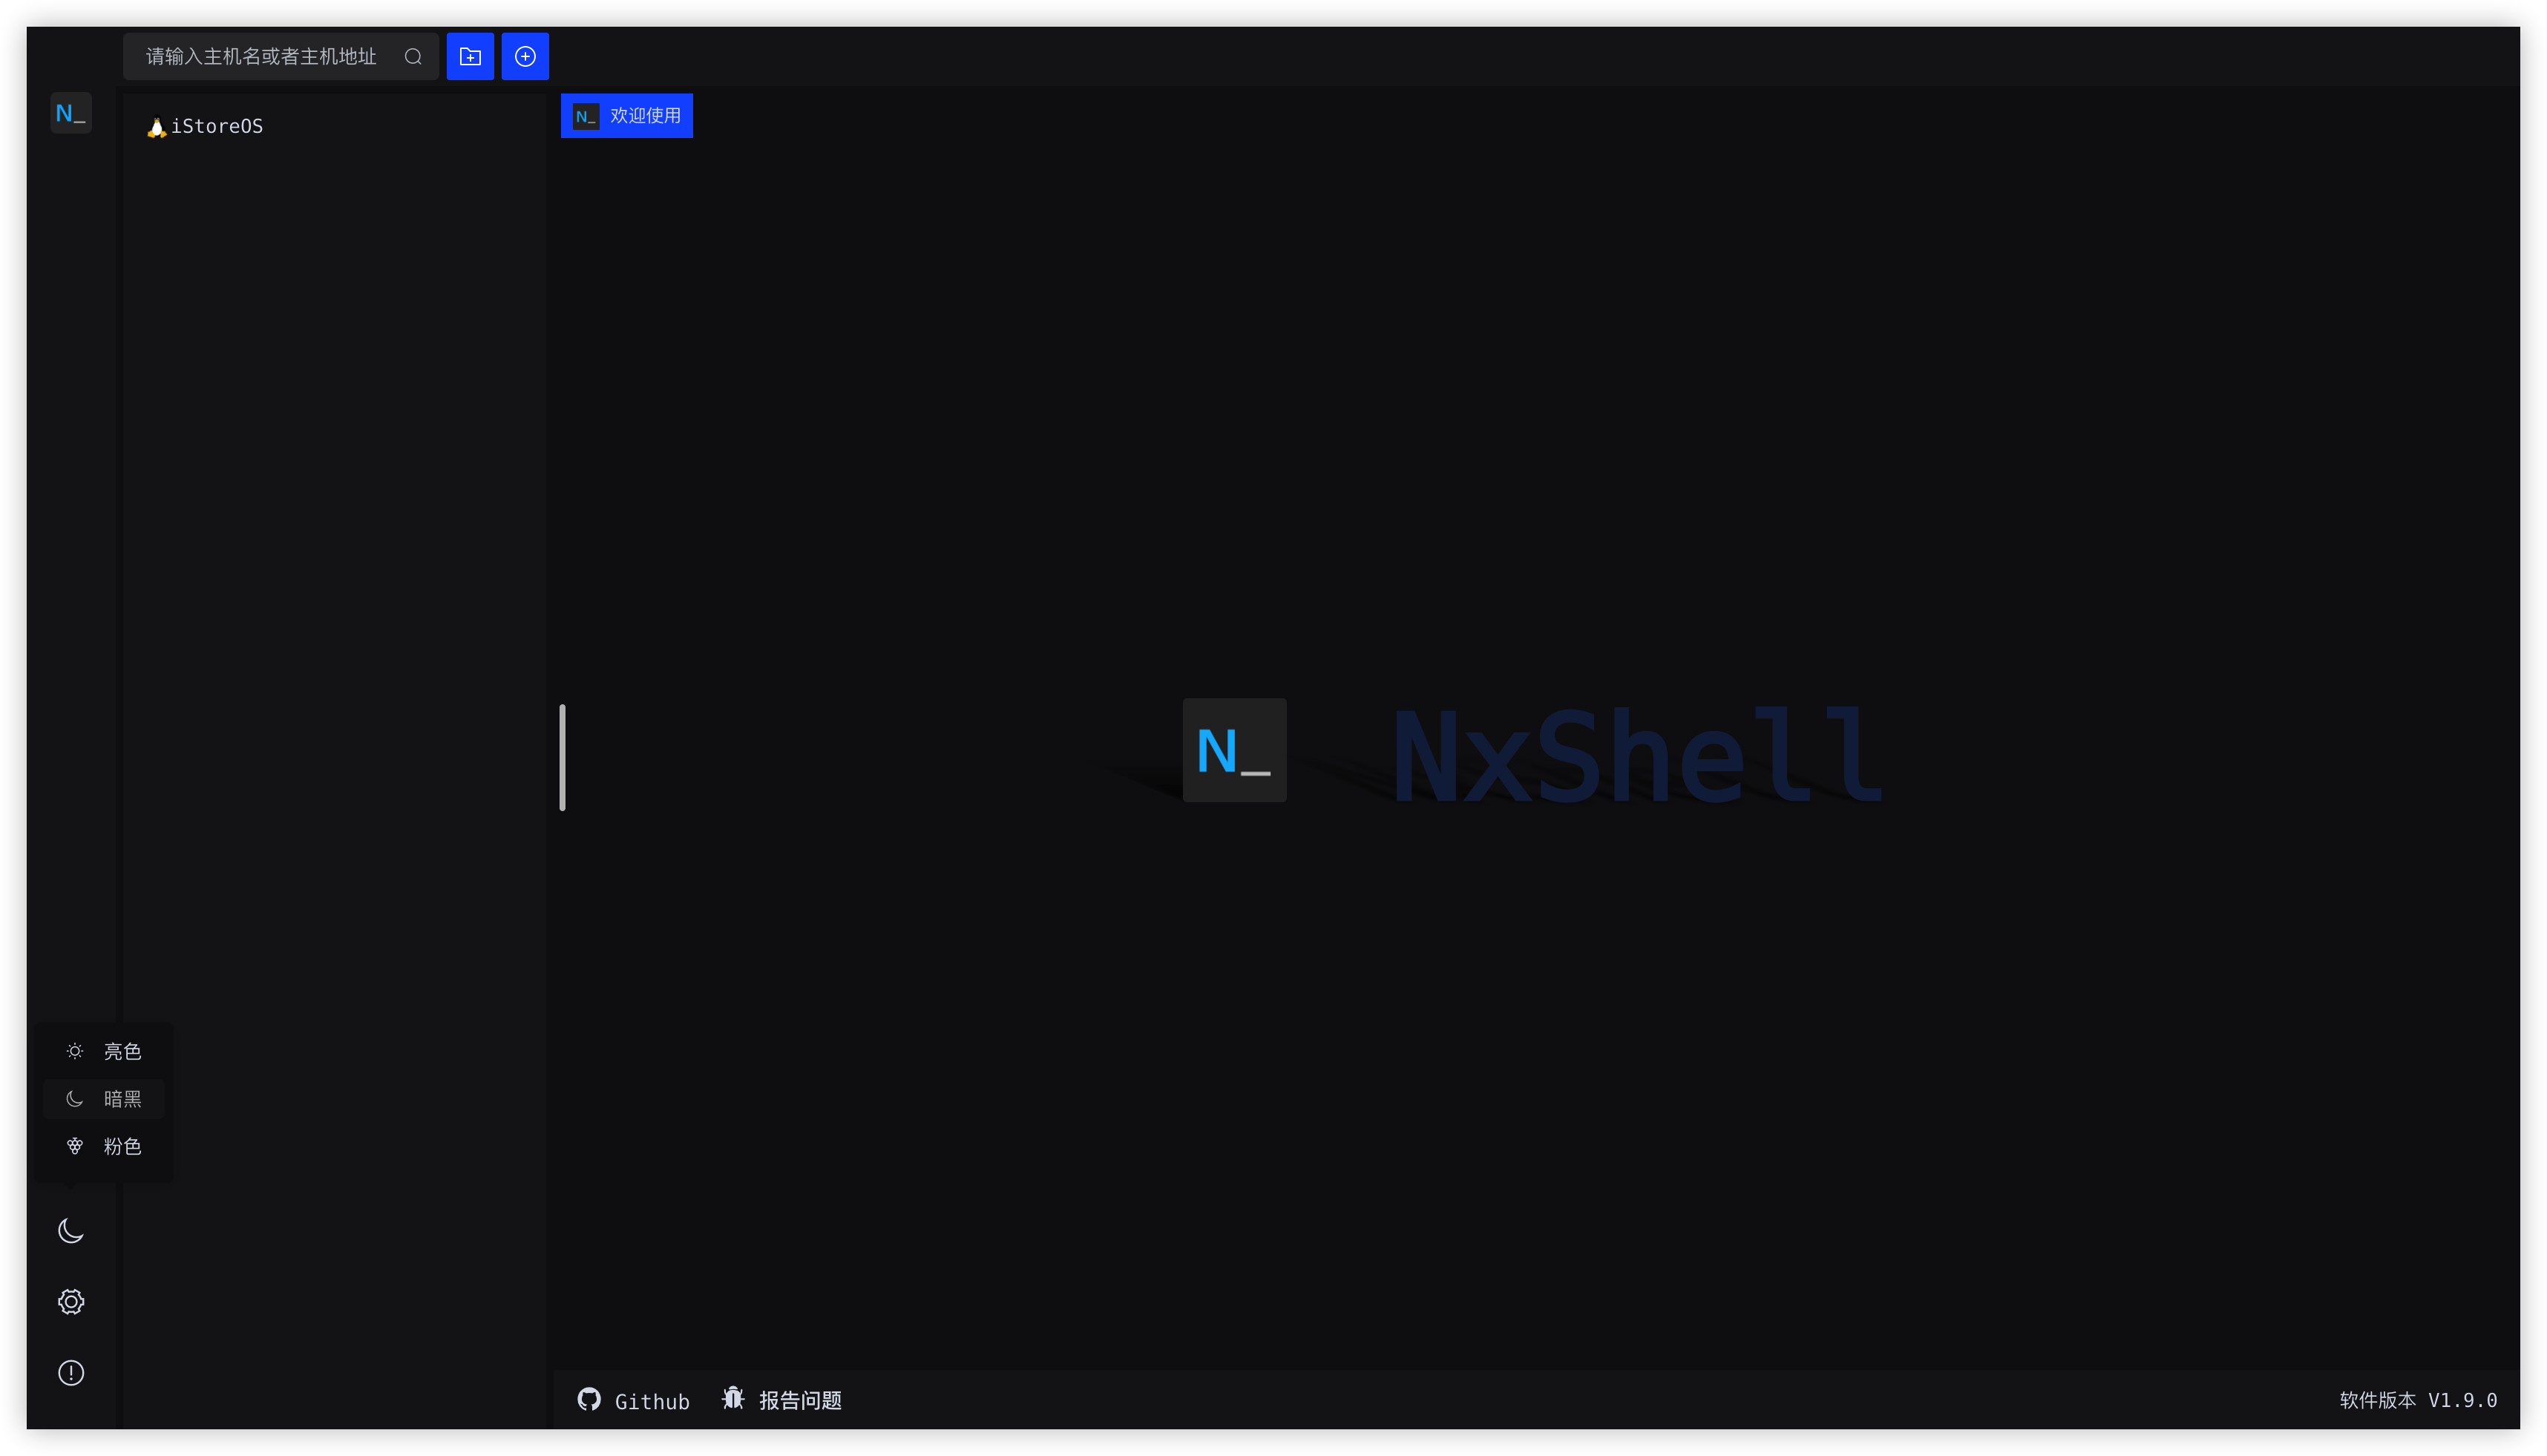 请输入主机名或者主机地址
N_
iStoreOS
N_ 欢迎使用
N_ NxShell
亮色
暗黑
粉色
Github 报告问题 软件版本 V1.9.0